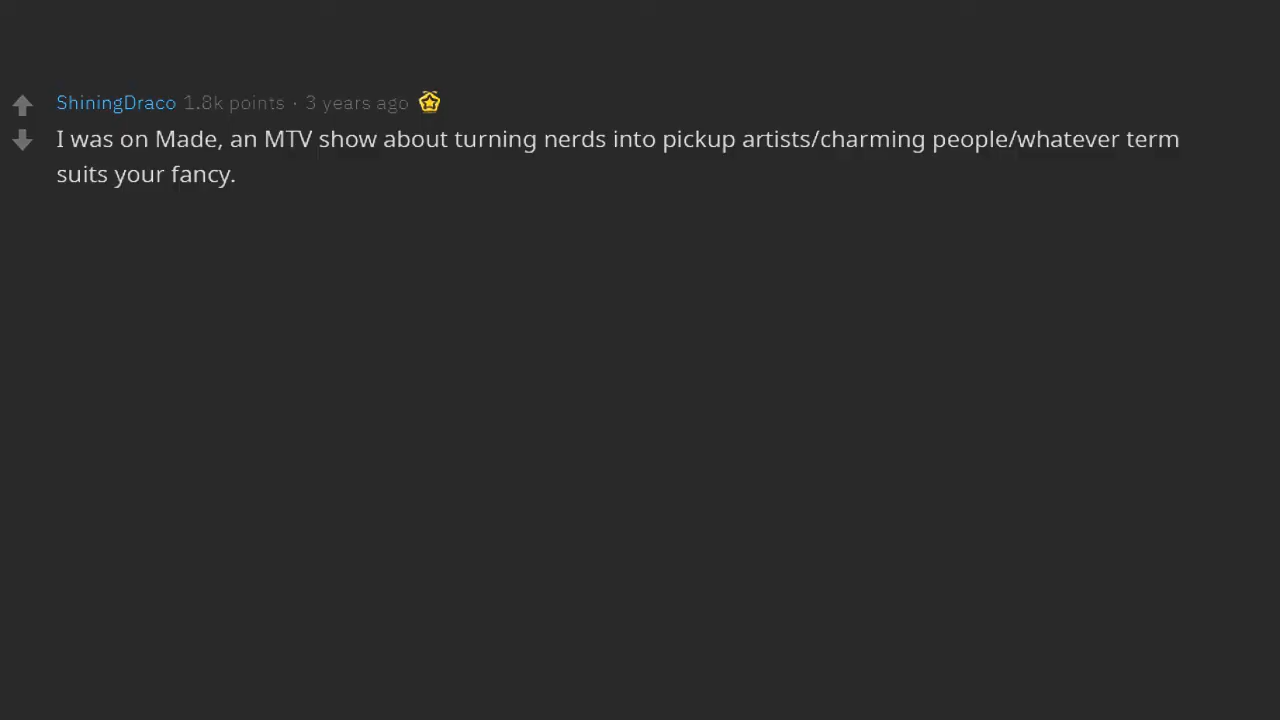 ShiningDraco 1.8k points · 3 years ago
I was on Made, an MTV show about turning nerds into pickup artists/charming people/whatever term
suits your fancy.